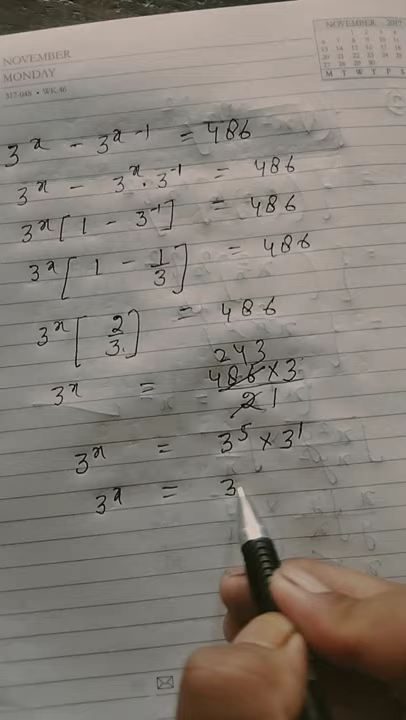 NOVEMBER
MONDAY
NOVEMBER
M T W T F S
3^x - 3^{x-1} = 486
3^x - 3^x · 3^{-1} = 486
3^x [1 - 3^{-1}] = 486
3^x [1 - 1/3] = 486
3^x [2/3] = 486
243
3^x = 486×3
2 1
3^x = 3^5 × 3^1
3^x = 3